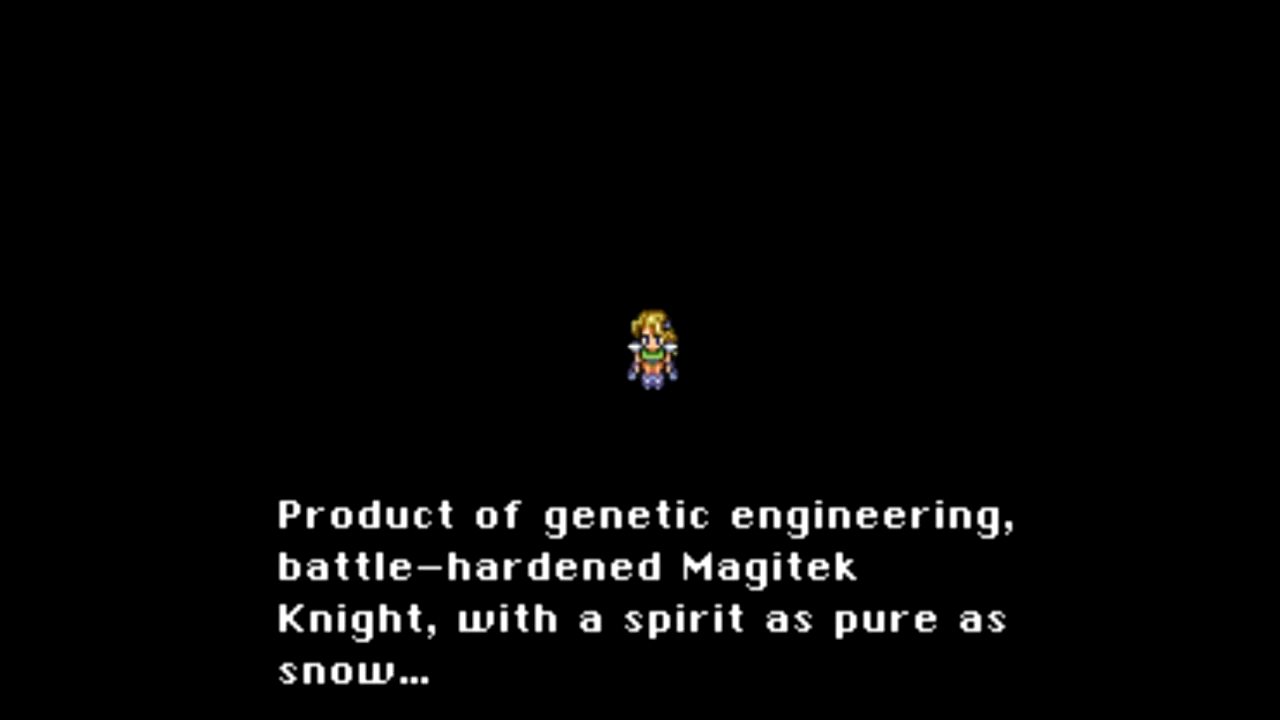 Product of genetic engineering,
battle-hardened Magitek
Knight, with a spirit as pure as
snow...